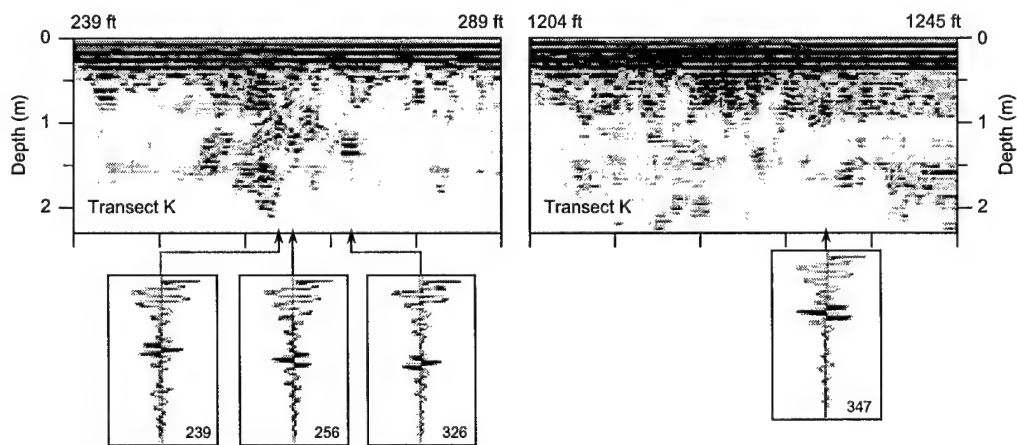 239 ft 289 ft 1204 ft 1245 ft
0 0
Depth (m) 1 1 Depth (m)
2 Transect K Transect K 2
239 256 326 347